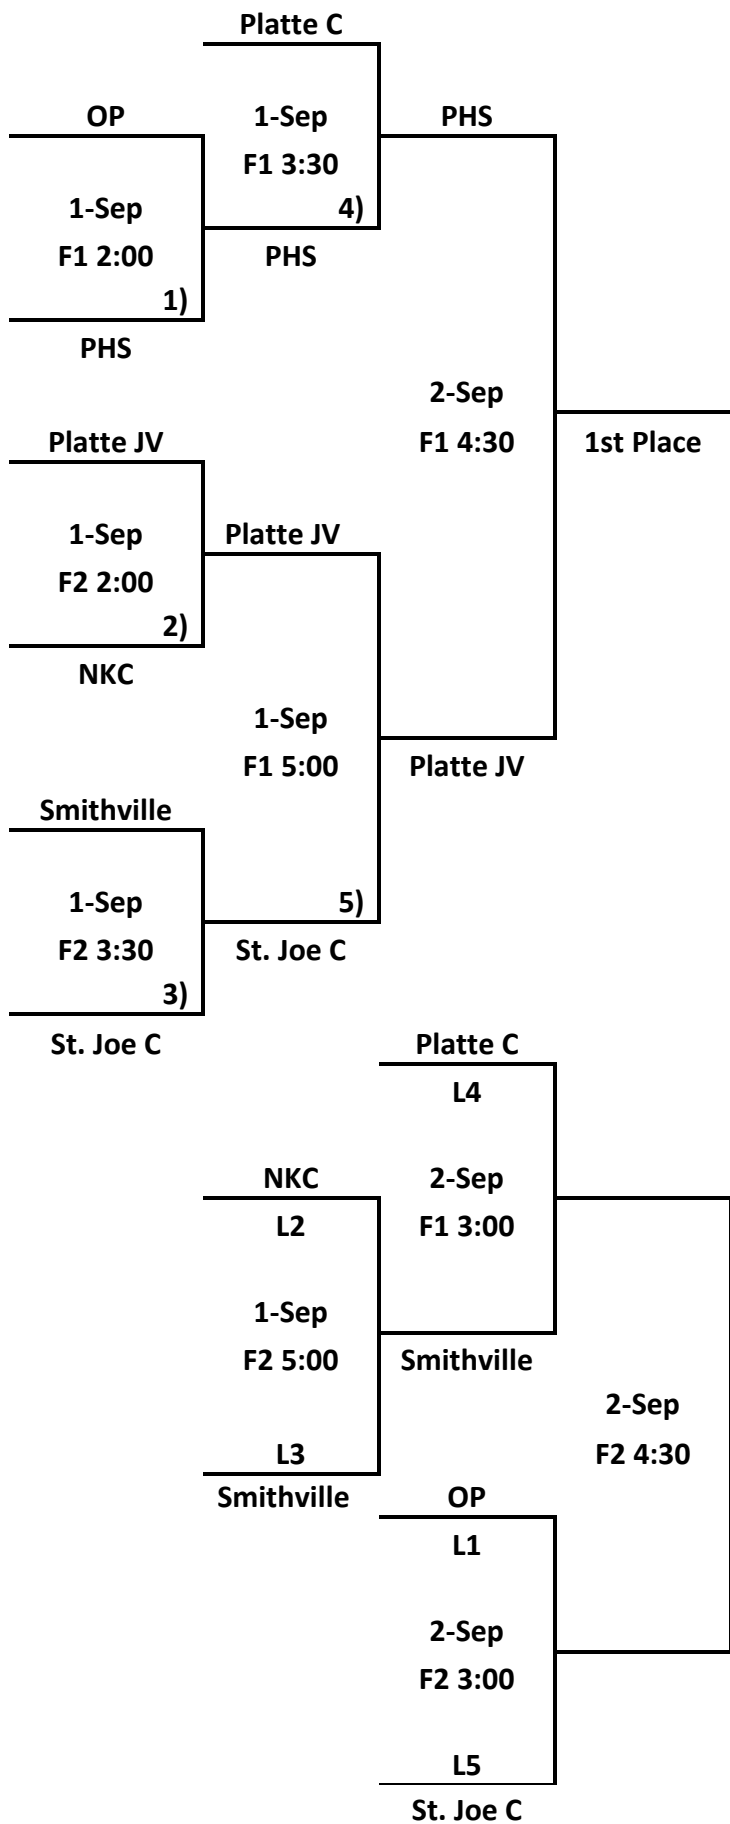 Platte C
OP
1-Sep
PHS
F1 3:30
1-Sep
4)
F1 2:00
PHS
1)
PHS
2-Sep
Platte JV
F1 4:30
1st Place
1-Sep
Platte JV
F2 2:00
2)
NKC
1-Sep
F1 5:00
Platte JV
Smithville
1-Sep
5)
F2 3:30
St. Joe C
3)
St. Joe C
Platte C
L4
NKC
2-Sep
L2
F1 3:00
1-Sep
F2 5:00
Smithville
2-Sep
L3
F2 4:30
Smithville
OP
L1
2-Sep
F2 3:00
L5
St. Joe C